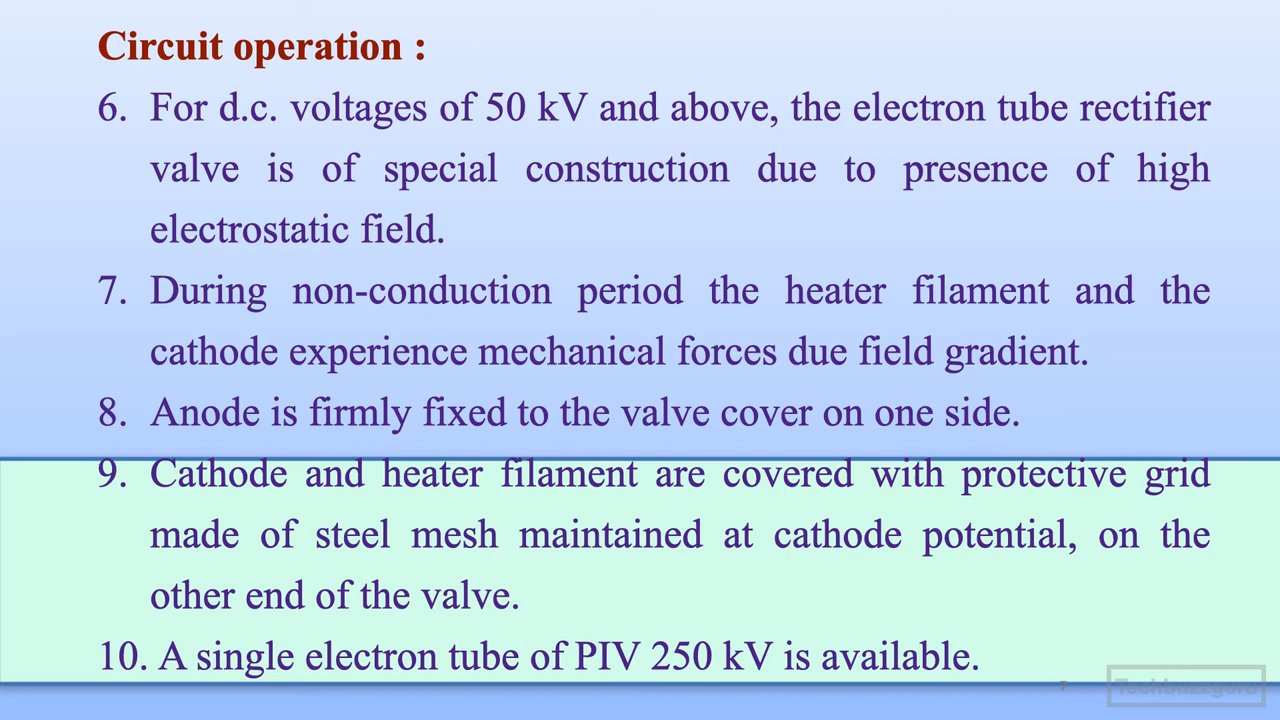 Circuit operation :
6. For d.c. voltages of 50 kV and above, the electron tube rectifier
valve is of special construction due to presence of high
electrostatic field.
7. During non-conduction period the heater filament and the
cathode experience mechanical forces due field gradient.
8. Anode is firmly fixed to the valve cover on one side.
9. Cathode and heater filament are covered with protective grid
made of steel mesh maintained at cathode potential, on the
other end of the valve.
10. A single electron tube of PIV 250 kV is available.
7
Techbuzzguru